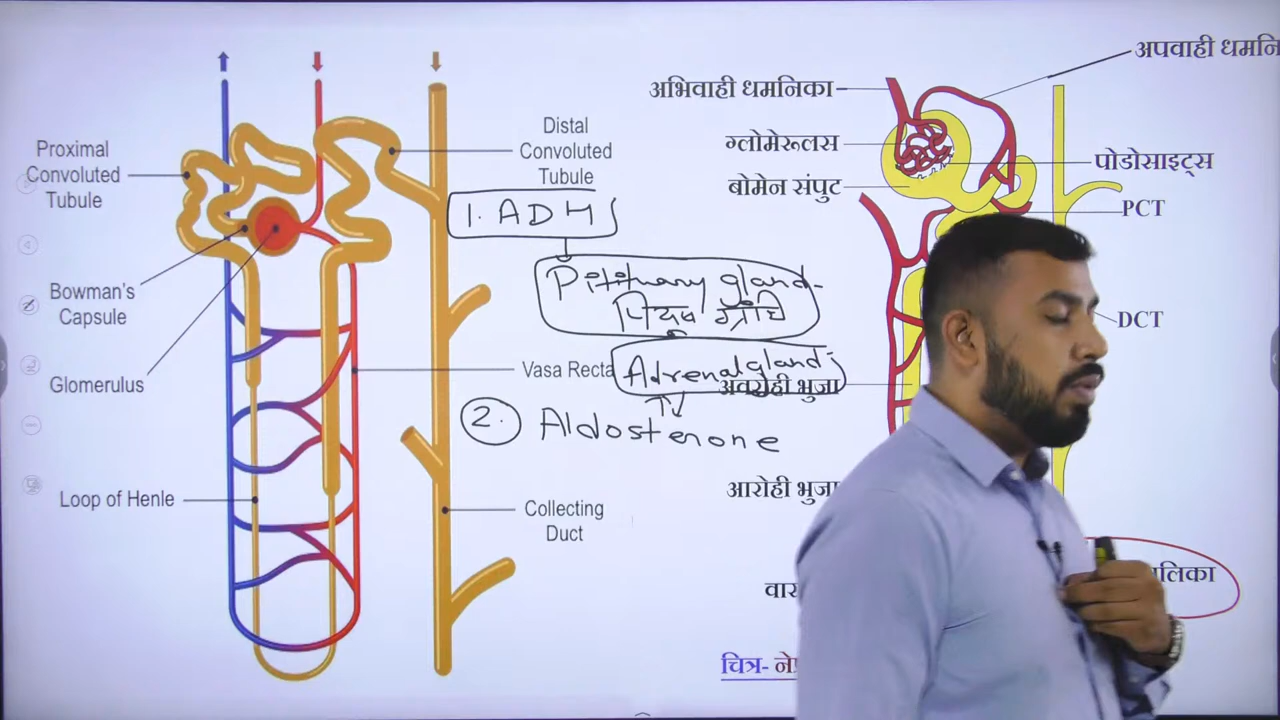 Proximal
Convoluted
Tubule
Bowman's
Capsule
Glomerulus
Loop of Henle
Distal
Convoluted
Tubule
1. ADH
Pititurary gland-
पियूष ग्रंथि
Vasa Recta
Adrenal gland-
2. Aldosterone
Collecting
Duct
अभिवाही धमनिका
ग्लोमेरूलस
बोमेन संपुट
अपवाही धमनि
पोडोसाइट्स
PCT
DCT
अवरोही भुजा
आरोही भुजा
चित्र-